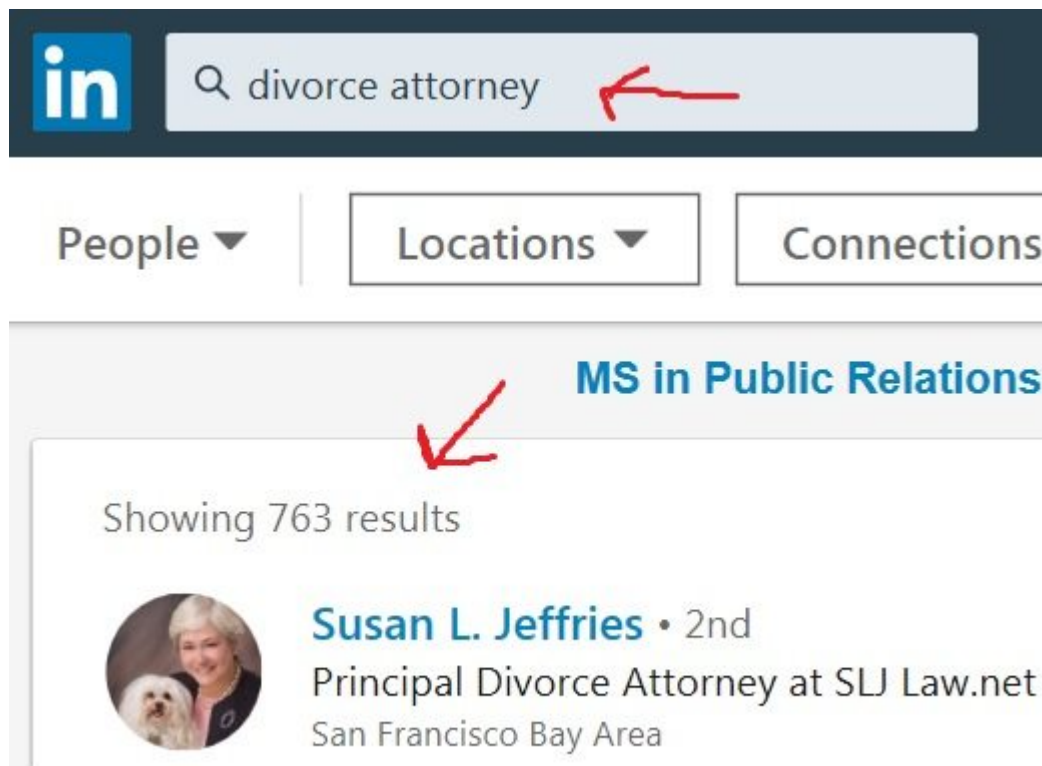 in divorce attorney
People Locations Connections
MS in Public Relations
Showing 763 results
Susan L. Jeffries • 2nd
Principal Divorce Attorney at SLJ Law.net
San Francisco Bay Area